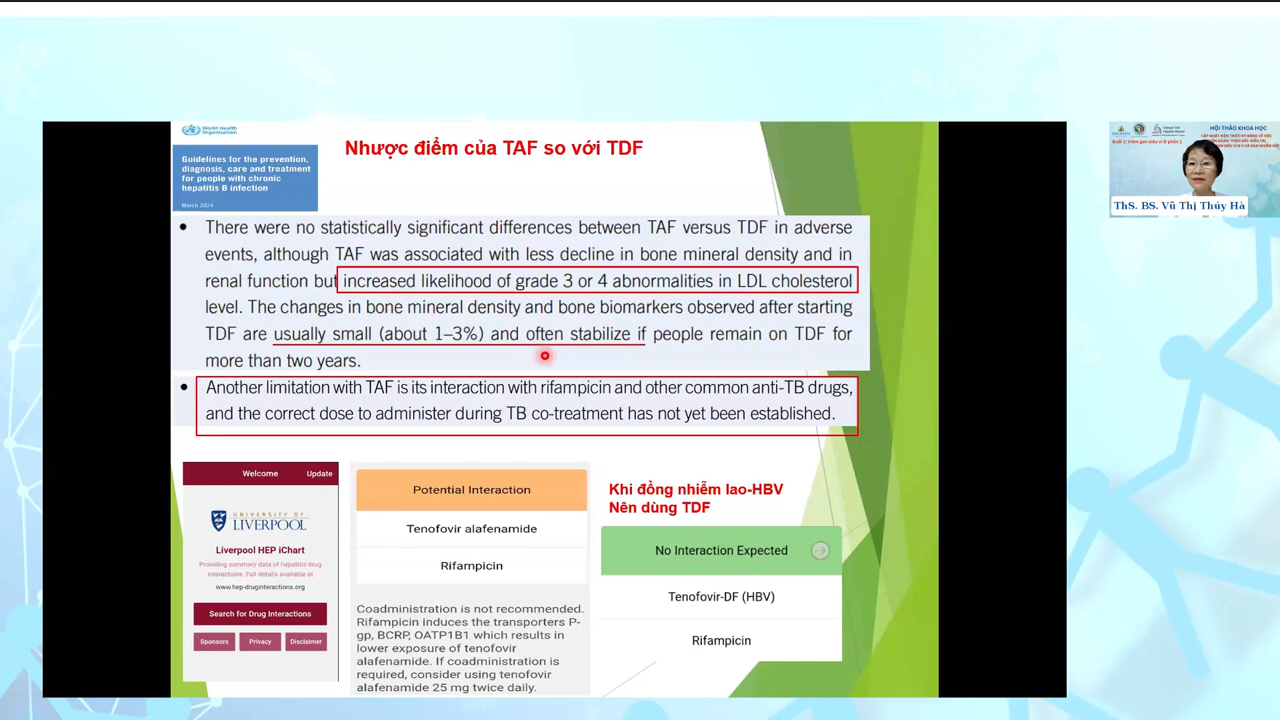 World Health
Organization
Guidelines for the prevention,
diagnosis, care and treatment
for people with chronic
hepatitis B infection
March 2024
Nhược điểm của TAF so với TDF
• There were no statistically significant differences between TAF versus TDF in adverse
events, although TAF was associated with less decline in bone mineral density and in
renal function but increased likelihood of grade 3 or 4 abnormalities in LDL cholesterol
level. The changes in bone mineral density and bone biomarkers observed after starting
TDF are usually small (about 1–3%) and often stabilize if people remain on TDF for
more than two years.
• Another limitation with TAF is its interaction with rifampicin and other common anti-TB drugs,
and the correct dose to administer during TB co-treatment has not yet been established.
Welcome Update
UNIVERSITY OF
LIVERPOOL
Liverpool HEP iChart
Providing summary data of hepatitis drug
interactions. Full details available at
www.hep-druginteractions.org
Search for Drug Interactions
Sponsors Privacy Disclaimer
Potential Interaction
Tenofovir alafenamide
Rifampicin
Coadministration is not recommended.
Rifampicin induces the transporters P-
gp, BCRP, OATP1B1 which results in
lower exposure of tenofovir
alafenamide. If coadministration is
required, consider using tenofovir
alafenamide 25 mg twice daily.
Khi đồng nhiễm lao-HBV
Nên dùng TDF
No Interaction Expected
Tenofovir-DF (HBV)
Rifampicin
HỘI THẢO KHOA HỌC
ThS. BS. Vũ Thị Thúy Hà